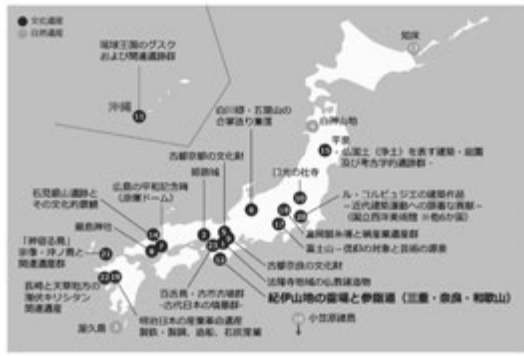 文化遺産
自然遺産
琉球王国のグスク
および関連遺跡群
沖縄
11
知床
白川郷・五箇山の
合掌造り集落
白神山地
平泉
-仏国土(浄土)を表す建築・庭園
及び考古学的遺跡群-
15
古都京都の文化財
姫路城
日光の社寺
石見銀山遺跡と
その文化的景観
広島の平和記念碑
(原爆ドーム)
ル・コルビュジエの建築作品
-近代建築運動への顕著な貢献-
(国立西洋美術館 ※他6か国)
厳島神社
富岡製糸場と絹産業遺産群
「神宿る島」
宗像・沖ノ島と
関連遺産群
富士山-信仰の対象と芸術の源泉
古都奈良の文化財
法隆寺地域の仏教建造物
百舌鳥・古市古墳群
-古代日本の墳墓群-
紀伊山地の霊場と参詣道(三重・奈良・和歌山)
長崎と天草地方の
潜伏キリシタン
関連遺産
明治日本の産業革命遺産
製鉄・製鋼、造船、石炭産業
屋久島
小笠原諸島